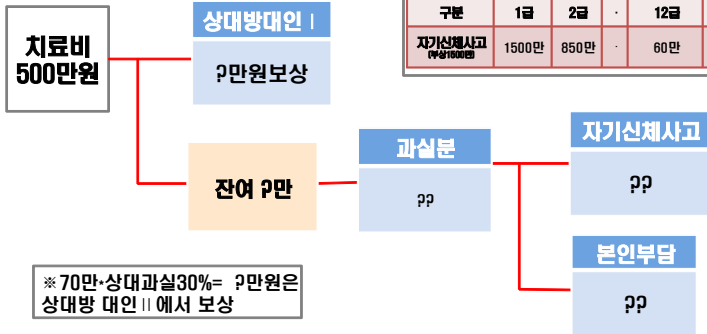 구분 1급 2급 · 12급
자기신체사고 1500만 850만 · 60만
(부상1500만)
치료비
500만원
상대방대인Ⅰ
?만원보상
잔여 ?만
과실분
??
자기신체사고
??
본인부담
??
※70만*상대과실30%= ?만원은
상대방 대인Ⅱ에서 보상